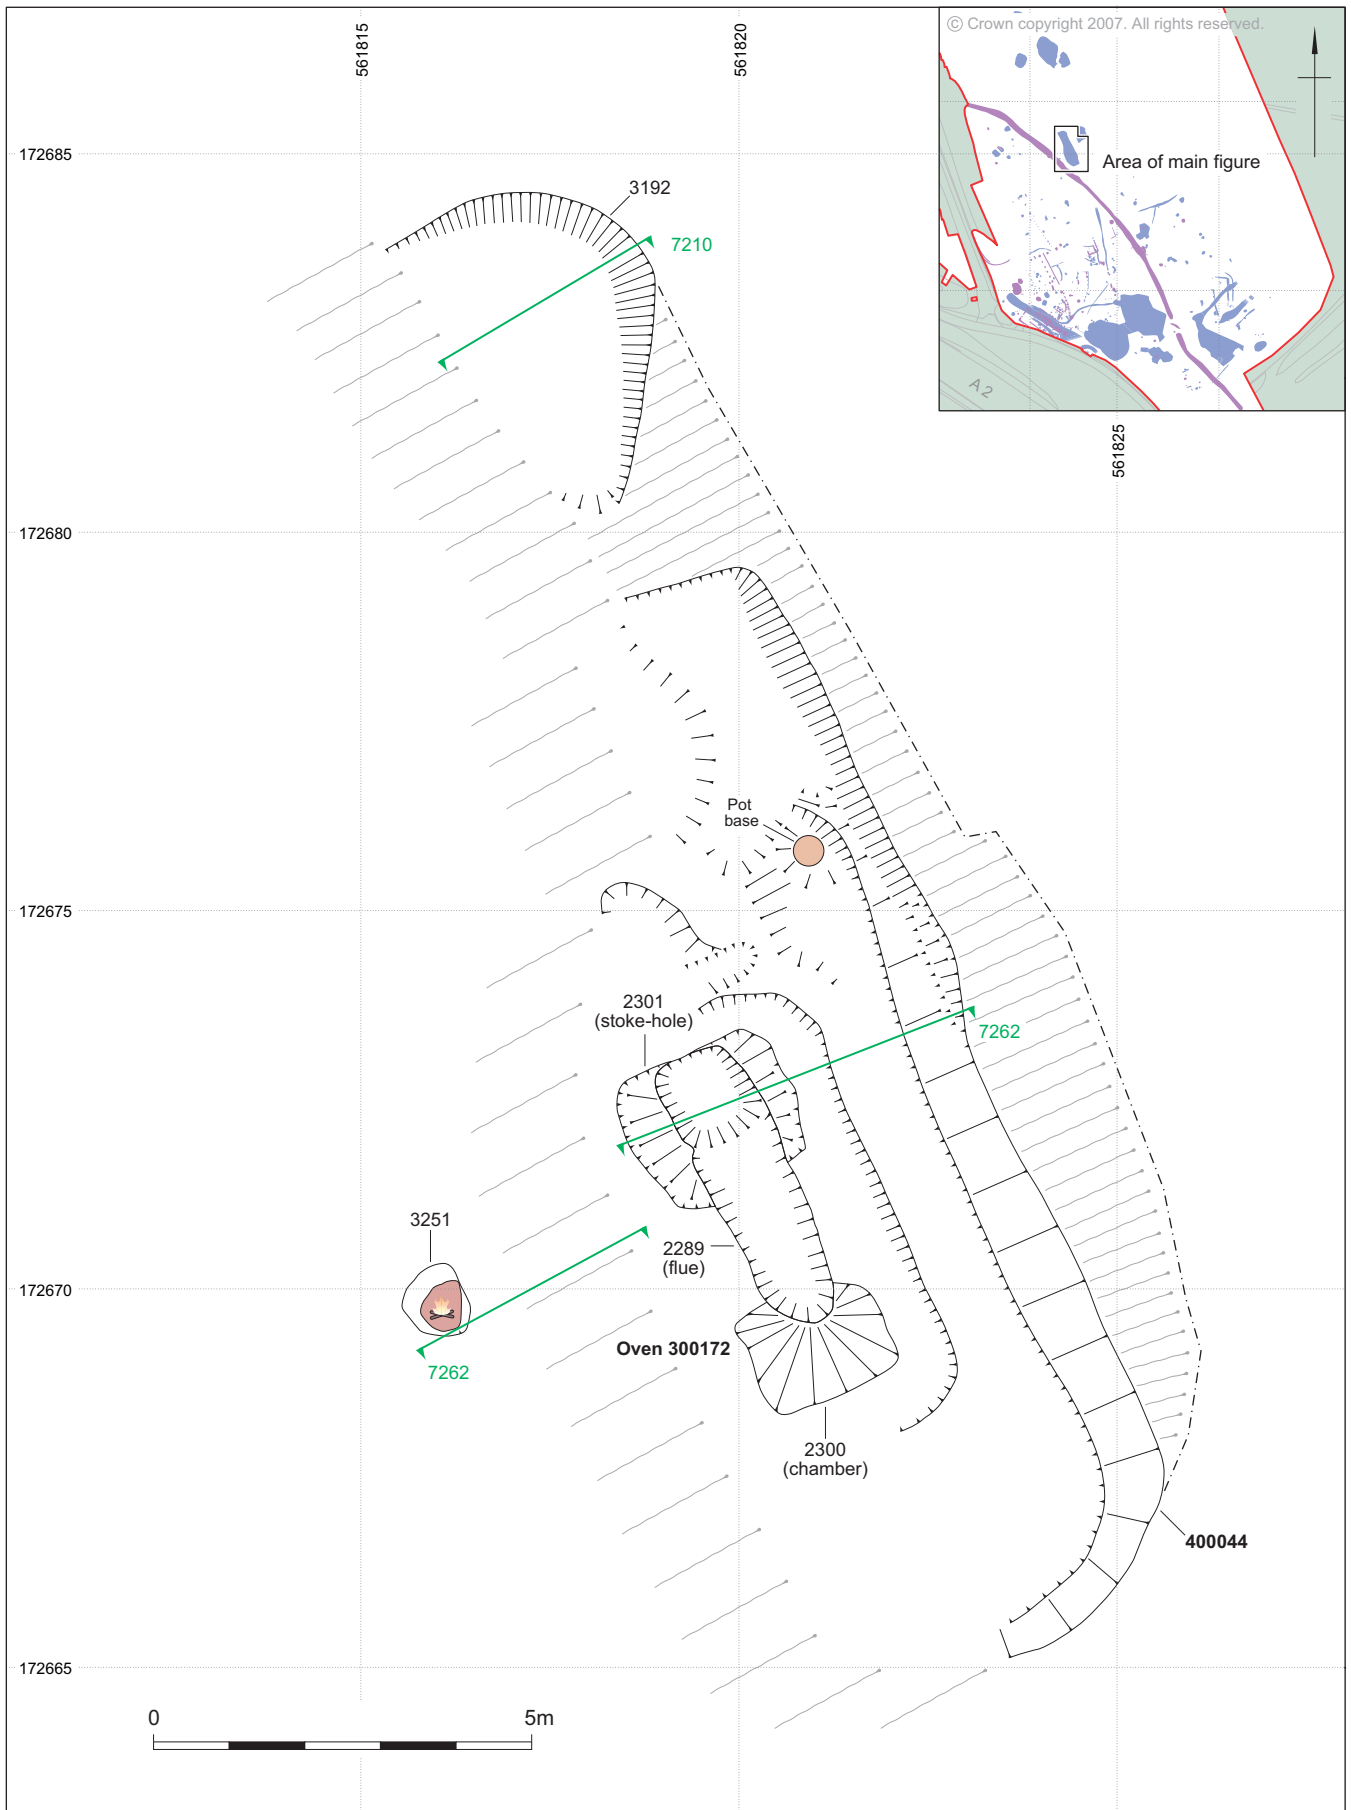 561815
561820
© Crown copyright 2007. All rights reserved.
Area of main figure
A 2
172685
3192
7210
561825
172680
Pot
base
172675
2301
(stoke-hole)
7262
3251
2289
(flue)
172670
Oven 300172
7262
2300
(chamber)
400044
172665
0
5m